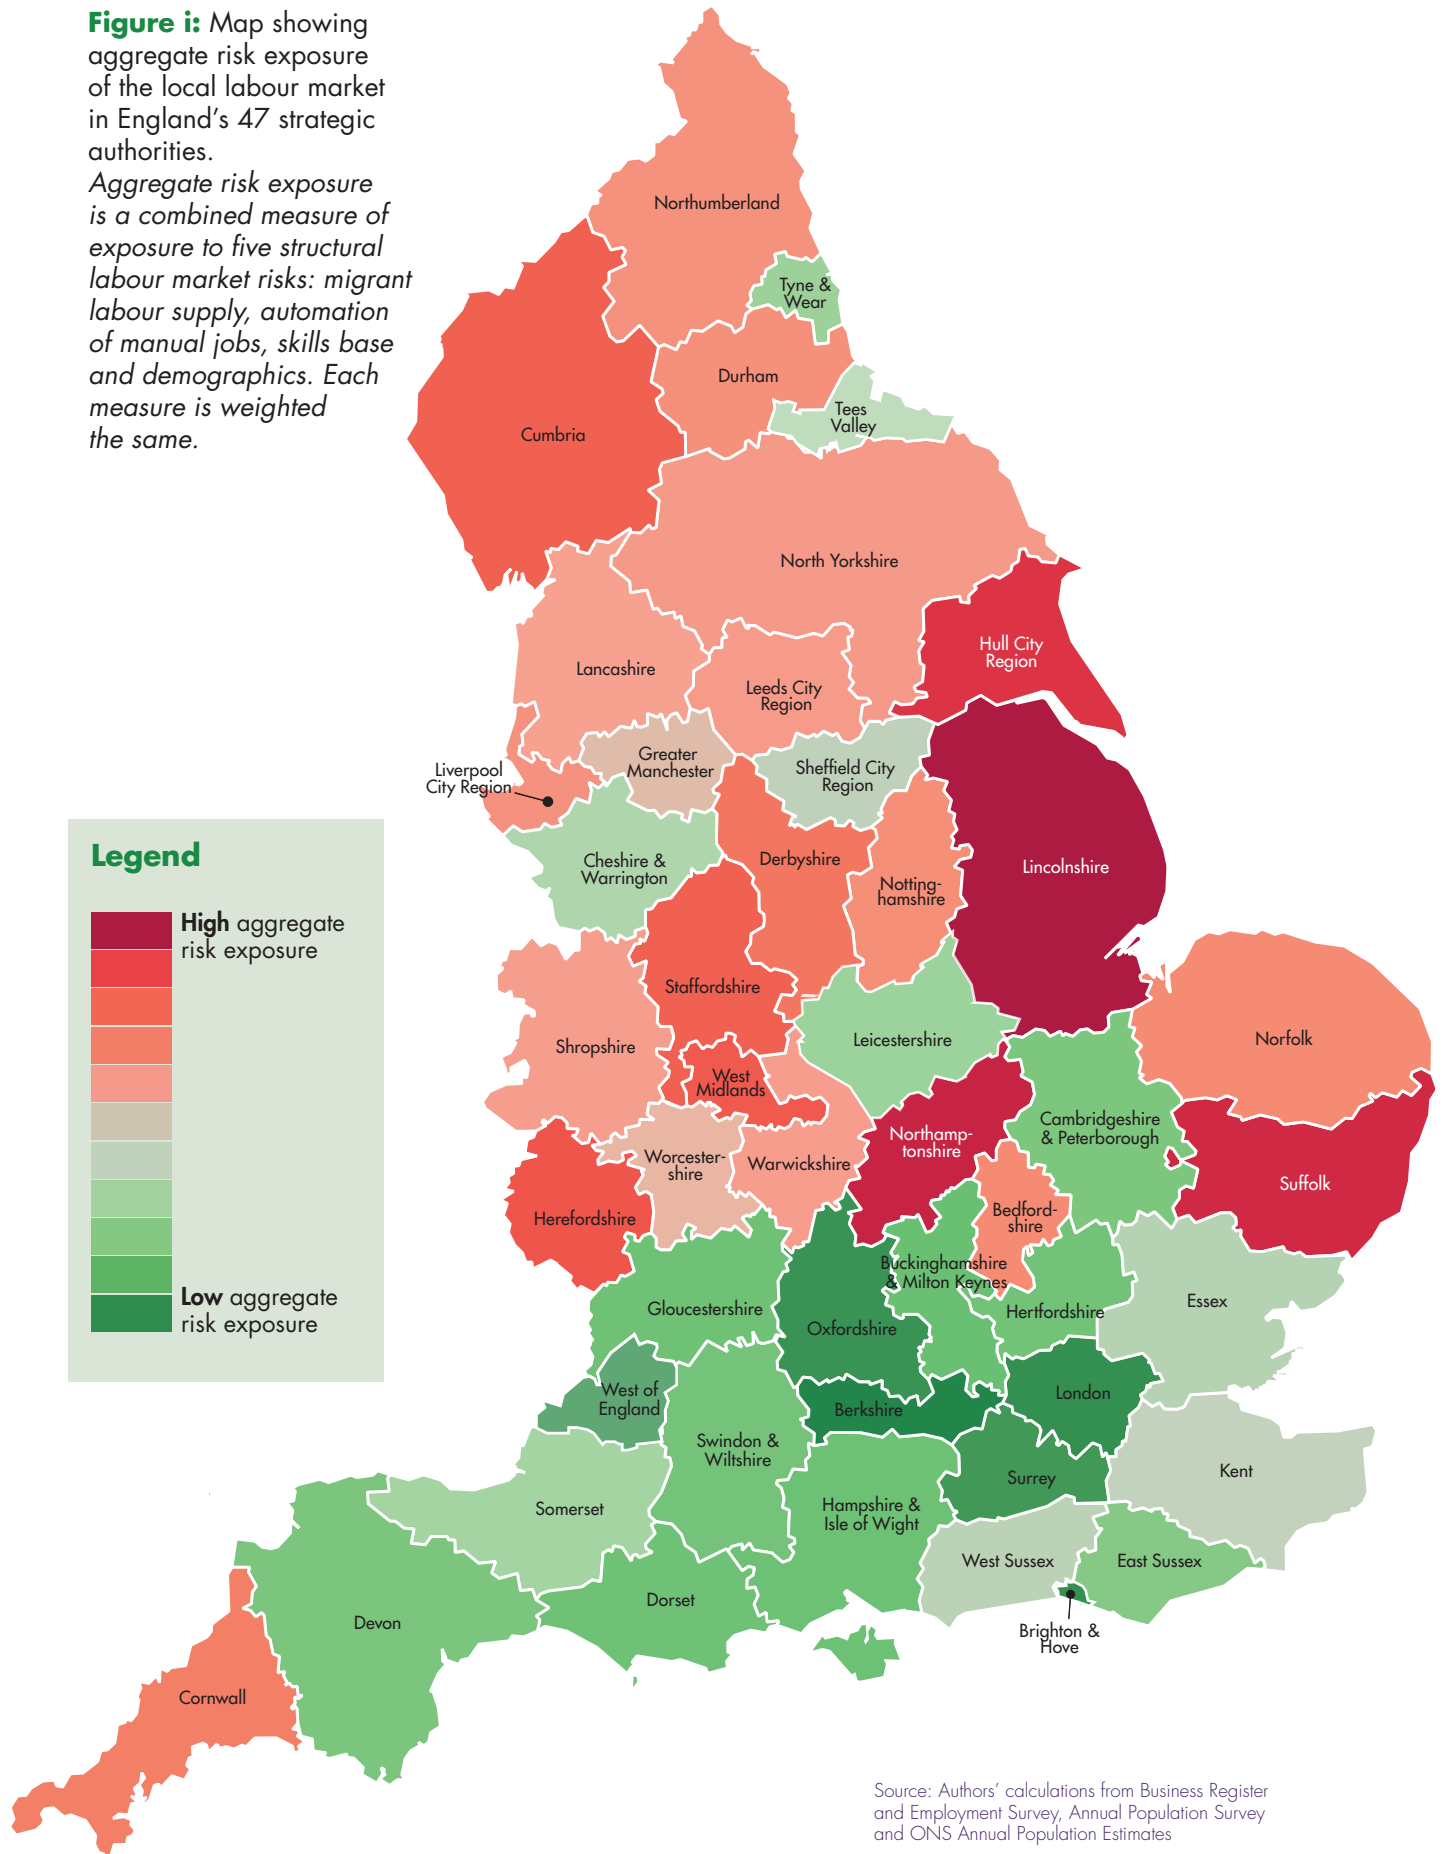 Figure i: Map showing
aggregate risk exposure
of the local labour market
in England’s 47 strategic
authorities.
Aggregate risk exposure
is a combined measure of
exposure to five structural
labour market risks: migrant
labour supply, automation
of manual jobs, skills base
and demographics. Each
measure is weighted
the same.
Northumberland
Tyne &
Wear
Durham
Tees
Valley
Cumbria
North Yorkshire
Hull City
Region
Lancashire
Leeds City
Region
Greater
Manchester
Sheffield City
Region
Liverpool
City Region
Cheshire &
Warrington
Derbyshire
Notting-
hamshire
Lincolnshire
Staffordshire
Shropshire
Leicestershire
Norfolk
West
Midlands
Cambridgeshire
& Peterborough
Northamp-
tonshire
Worcester-
shire
Warwickshire
Suffolk
Herefordshire
Bedford-
shire
Buckinghamshire
& Milton Keynes
Gloucestershire
Oxfordshire
Hertfordshire
Essex
West of
England
Berkshire
London
Swindon &
Wiltshire
Surrey
Kent
Somerset
Hampshire &
Isle of Wight
West Sussex
East Sussex
Dorset
Devon
Brighton &
Hove
Cornwall
Legend
High aggregate
risk exposure
Low aggregate
risk exposure
Source: Authors’ calculations from Business Register
and Employment Survey, Annual Population Survey
and ONS Annual Population Estimates